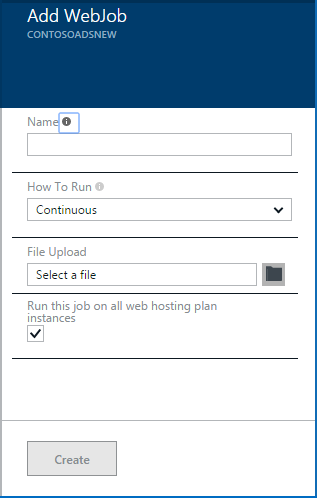 Add WebJob
CONTOSOADSNEW
Name
How To Run
Continuous
File Upload
Select a file
Run this job on all web hosting plan
instances
Create